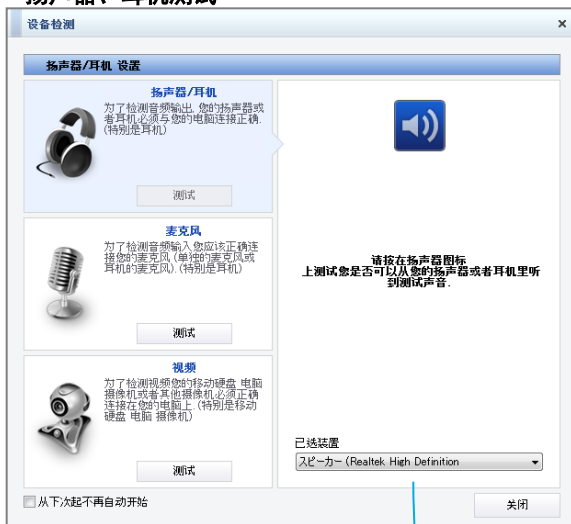 扬声器、耳机测试
设备检测
扬声器/耳机 设置
扬声器/耳机
为了检测音频输出, 您的扬声器或
者耳机必须与您的电脑连接正确.
(特别是耳机)
测试
麦克风
为了检测音频输入您应该正确连
接您的麦克风 (单独的麦克风或
耳机的麦克风). (特别是耳机)
测试
视频
为了检测视频您的移动硬盘 电脑
摄像机或者其他摄像机必须正确
连接在您的电脑上. (特别是移动
硬盘 电脑 摄像机)
测试
请按在扬声器图标
上测试您是否可以从您的扬声器或者耳机里听
到测试声音.
已选装置
スピーカー (Realtek High Definition
从下次起不再自动开始
关闭